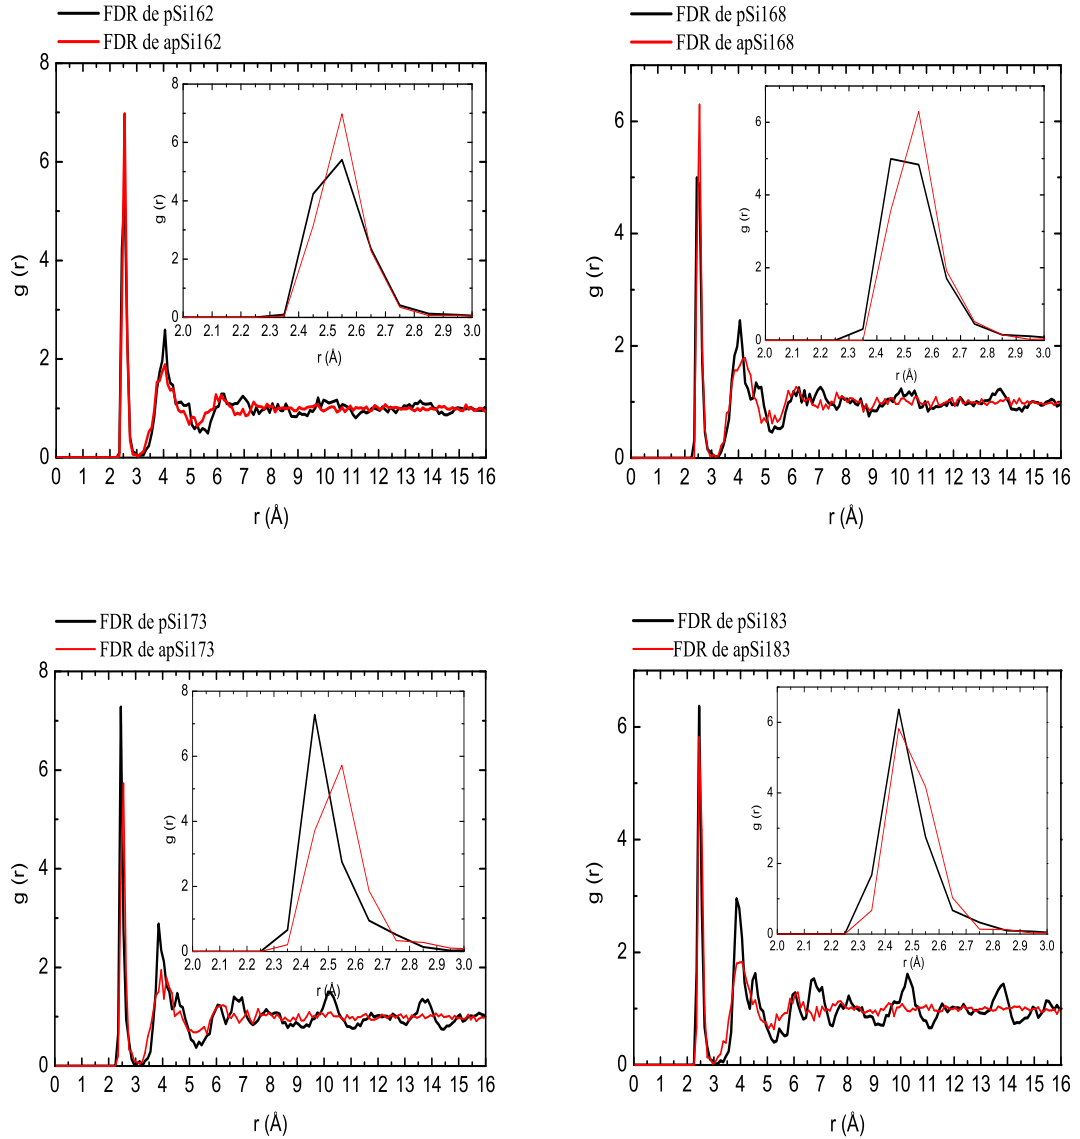 FDR de pSi162
FDR de apSi162
8
6
4
2
0
g (r)
0 1 2 3 4 5 6 7 8 9 10 11 12 13 14 15 16
r (Å)
8
6
4
2
0
g (r)
2.0 2.1 2.2 2.3 2.4 2.5 2.6 2.7 2.8 2.9 3.0
r (Å)
FDR de pSi168
FDR de apSi168
6
4
2
0
g (r)
0 1 2 3 4 5 6 7 8 9 10 11 12 13 14 15 16
r (Å)
6
4
2
0
g (r)
2.0 2.1 2.2 2.3 2.4 2.5 2.6 2.7 2.8 2.9 3.0
r (Å)
FDR de pSi173
FDR de apSi173
8
6
4
2
0
g (r)
0 1 2 3 4 5 6 7 8 9 10 11 12 13 14 15 16
r (Å)
8
6
4
2
0
g (r)
2.0 2.1 2.2 2.3 2.4 2.5 2.6 2.7 2.8 2.9 3.0
r (Å)
FDR de pSi183
FDR de apSi183
6
4
2
0
g (r)
0 1 2 3 4 5 6 7 8 9 10 11 12 13 14 15 16
r (Å)
6
4
2
0
g (r)
2.0 2.1 2.2 2.3 2.4 2.5 2.6 2.7 2.8 2.9 3.0
r (Å)